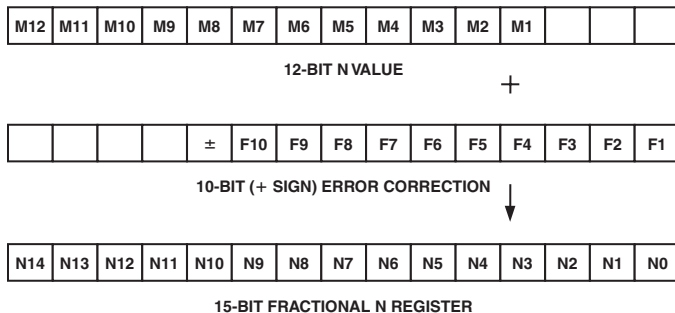 M12 M11 M10 M9 M8 M7 M6 M5 M4 M3 M2 M1
12-BIT N VALUE
+
± F10 F9 F8 F7 F6 F5 F4 F3 F2 F1
10-BIT (+ SIGN) ERROR CORRECTION
N14 N13 N12 N11 N10 N9 N8 N7 N6 N5 N4 N3 N2 N1 N0
15-BIT FRACTIONAL N REGISTER